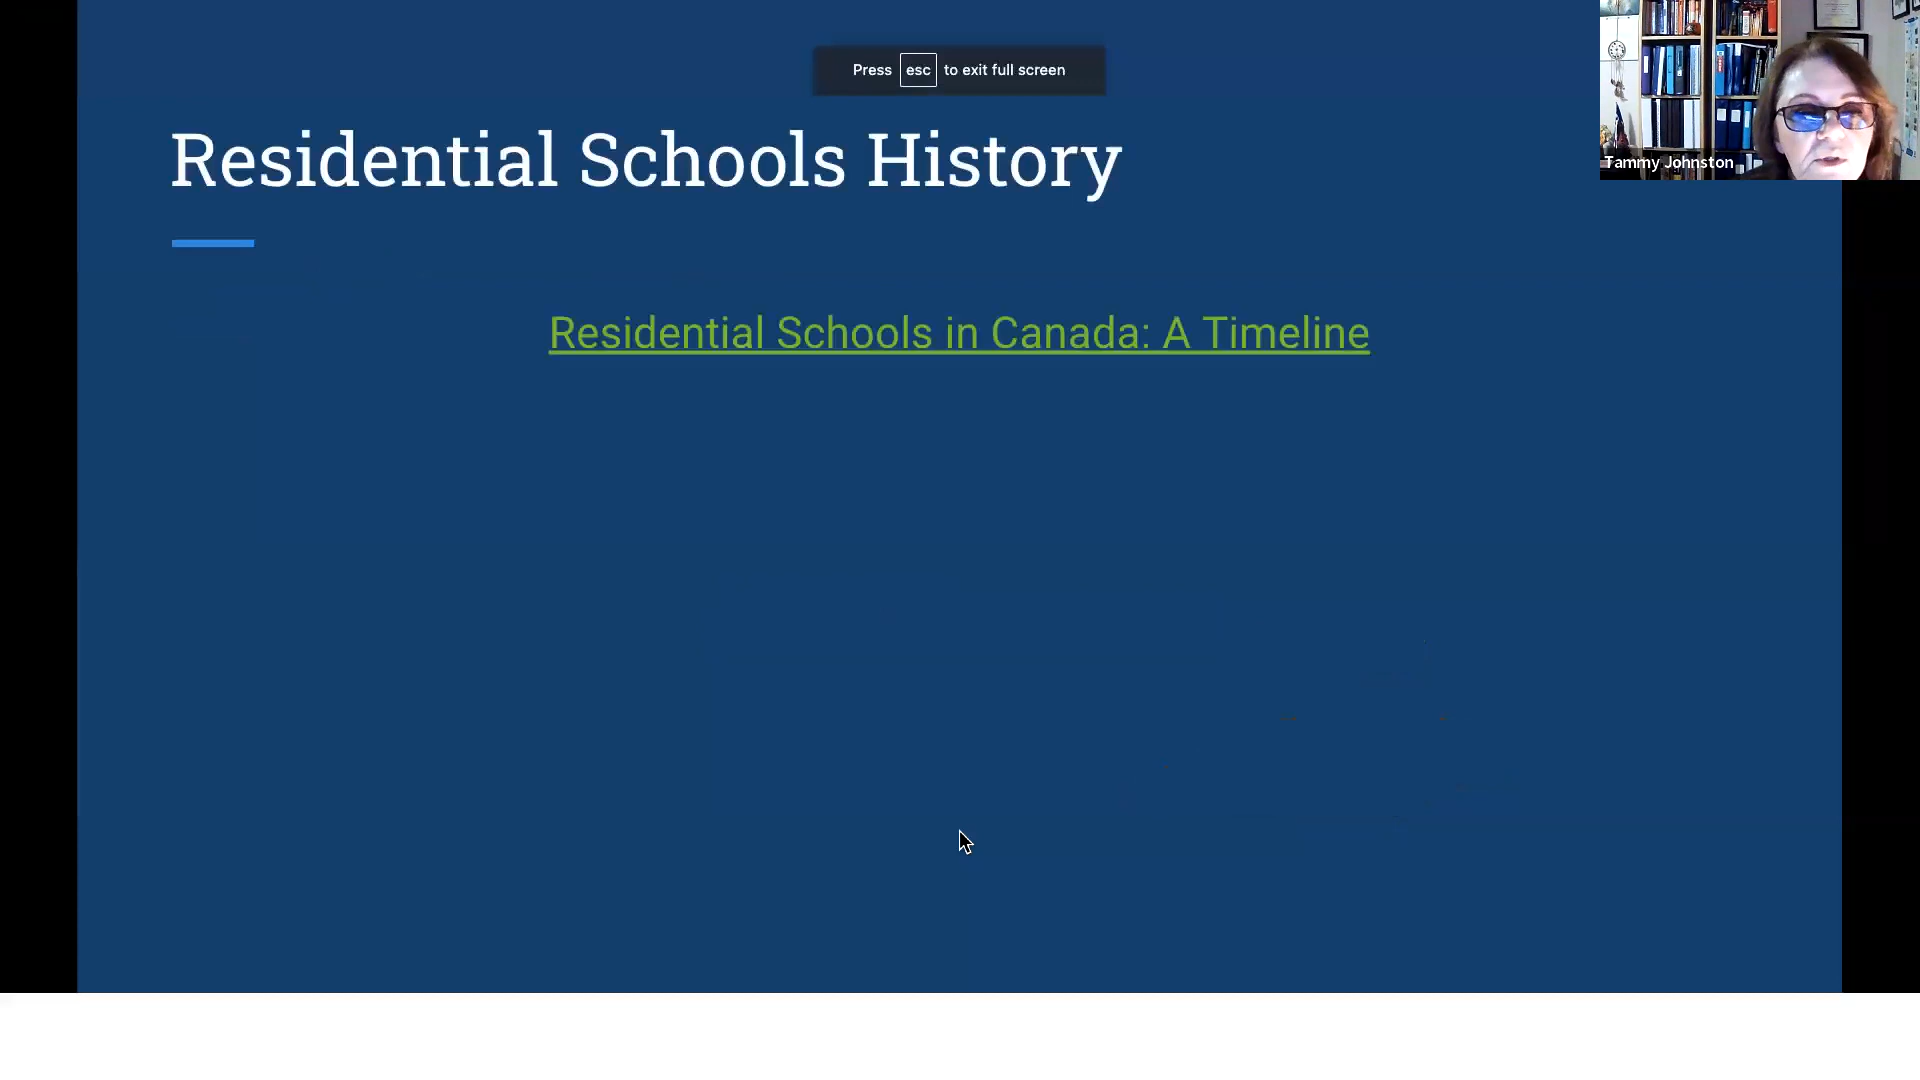 Press esc to exit full screen
Tammy Johnston
Residential Schools History
Residential Schools in Canada: A Timeline